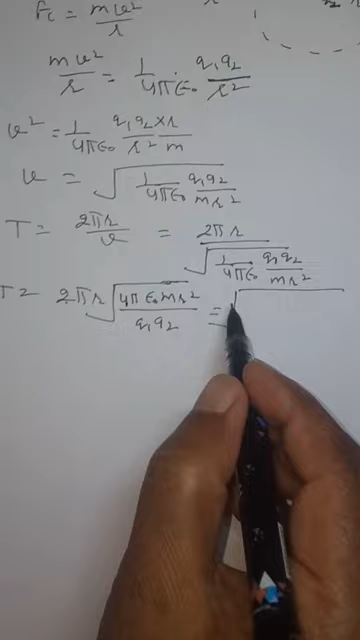 Fc = mv²/r
mv²/r = 1/4πε₀ q₁q₂/r²
v² = 1/4πε₀ q₁q₂×r/r² m
v = √(1/4πε₀ q₁q₂/mr²)
T = 2πr/v = 2πr/√(1/4πε₀ q₁q₂/mr²)
T = 2πr √(4πε₀mr²/q₁q₂) = √